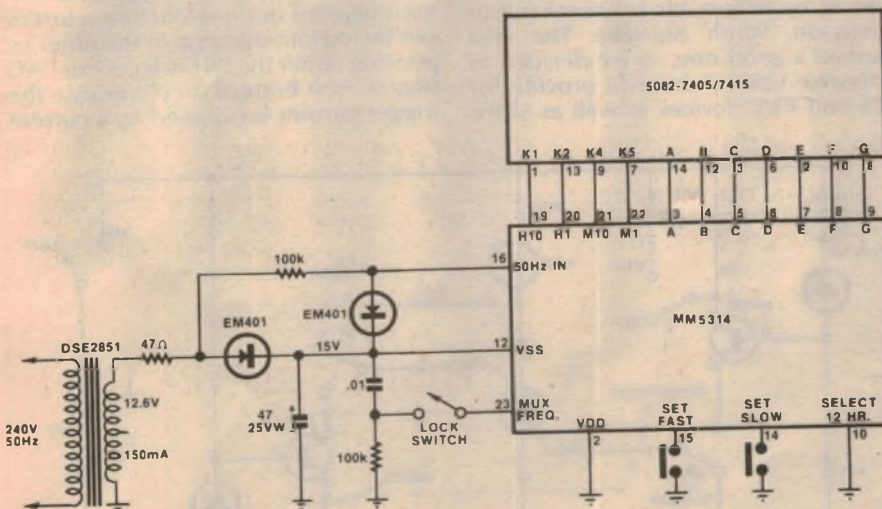 5082-7405/7415
K1 K2 K4 K5 A B C D E F G
1 13 9 7 14 12 3 6 2 10 8
19 20 21 22 3 4 5 6 7 8 9
H10 H1 M10 M1 A B C D E F G
100k
16 50Hz IN
EM401
EM401
DSE2851
47Ω
15V
12 VSS
MM5314
240V
50Hz
12.6V
150mA
47
25VW
.01
LOCK
SWITCH
23 MUX
FREQ.
100k
VDD
2
SET
FAST
15
SET
SLOW
14
SELECT
12 HR.
10